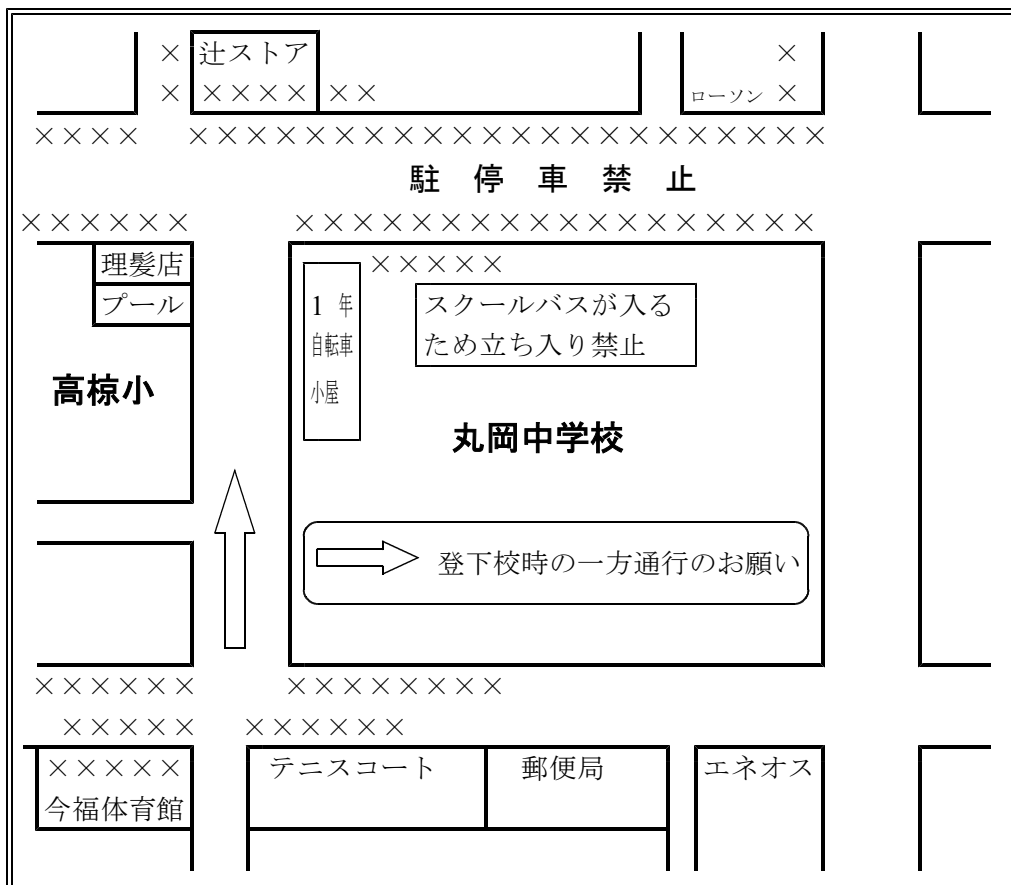 × 辻ストア ×
× ×××× ×× ローソン ×
×××× ××××××××××××××××××××××
駐停車禁止
×××××× ××××××××××××××××××
理髪店 ×××××
プール
1年
自転車
小屋
スクールバスが入る
ため立ち入り禁止
高椋小
丸岡中学校
登下校時の一方通行のお願い
×××××× ××××××××
××××× ××××××
××××× テニスコート 郵便局 エネオス
今福体育館